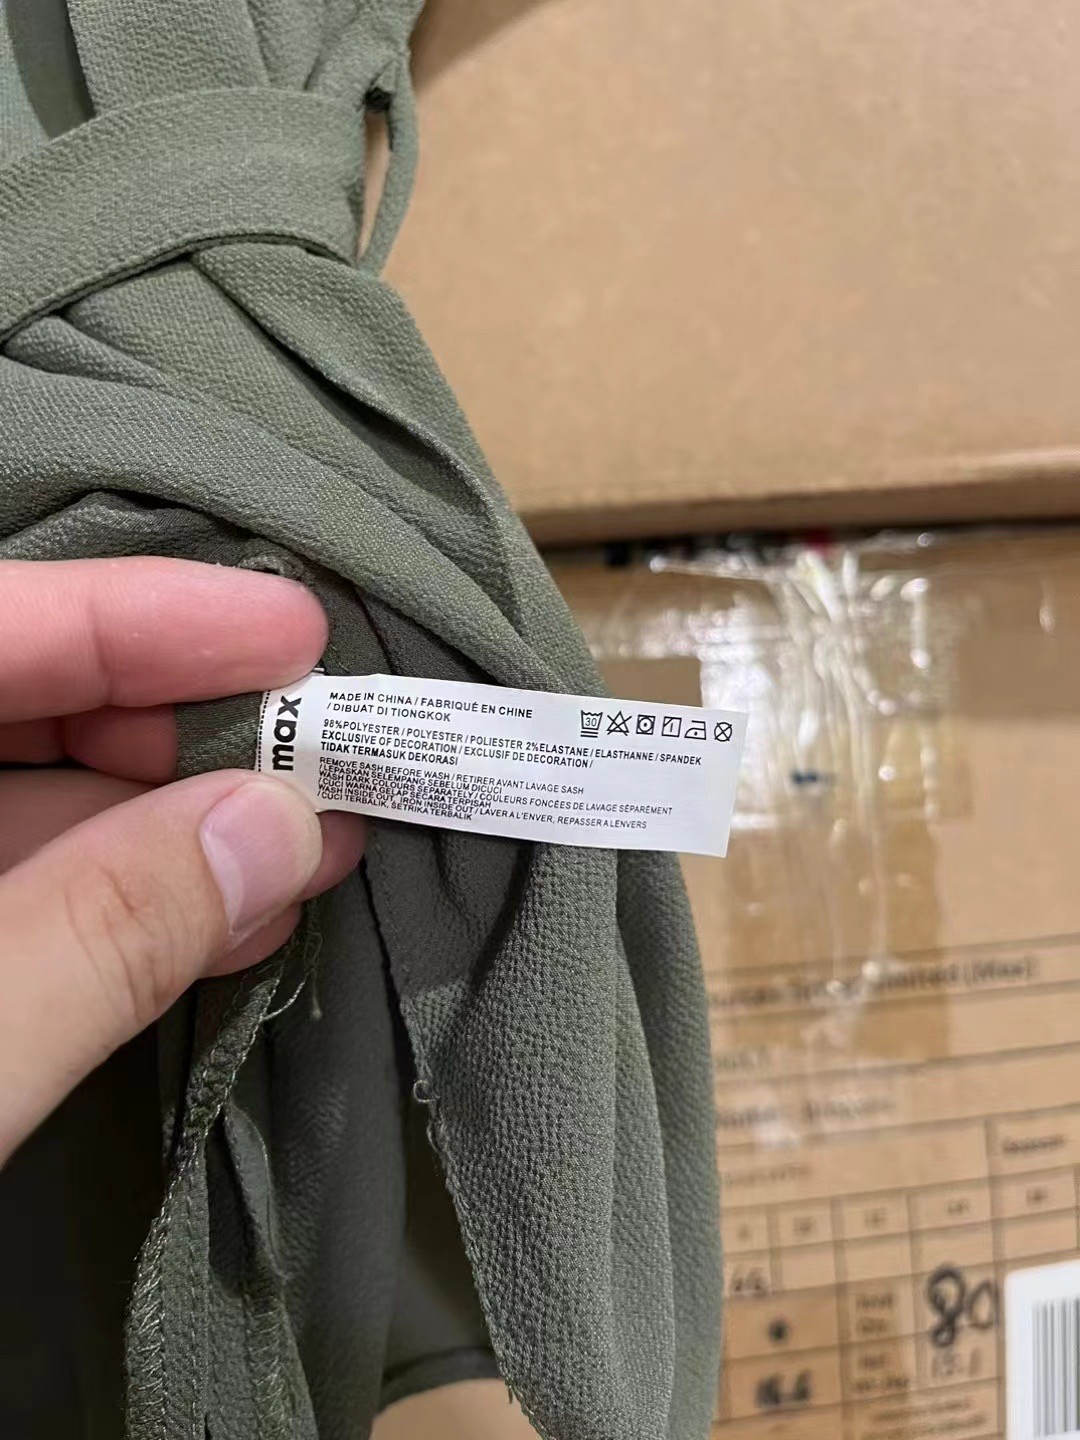 max
MADE IN CHINA / FABRIQUÉ EN CHINE
/ DIBUAT DI TIONGKOK
30
98%POLYESTER / POLYESTER / POLIESTER 2%ELASTANE / ELASTHANNE / SPANDEK
EXCLUSIVE OF DECORATION / EXCLUSIF DE DECORATION /
TIDAK TERMASUK DEKORASI
REMOVE SASH BEFORE WASH / RETIRER AVANT LAVAGE SASH
/ LEPASKAN SELEMPANG SEBELUM DICUCI
WASH DARK COLOURS SEPARATELY / COULEURS FONCÉES DE LAVAGE SÉPARÉMENT
/ CUCI WARNA GELAP SECARA TERPISAH
WASH INSIDE OUT, IRON INSIDE OUT / LAVER A L'ENVER, REPASSER A LENVERS
/ CUCI TERBALIK, SETRIKA TERBALIK
Limited (Max)
Season
80